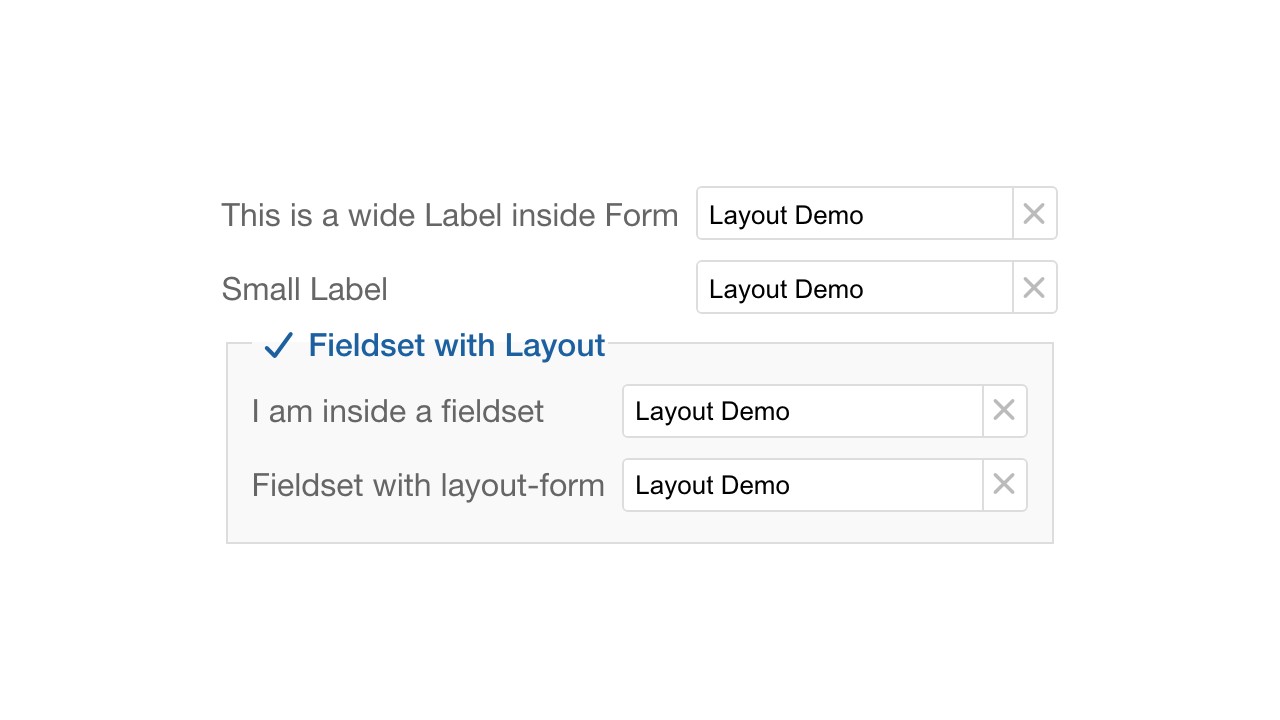 This is a wide Label inside Form Layout Demo
Small Label Layout Demo
Fieldset with Layout
I am inside a fieldset Layout Demo
Fieldset with layout-form Layout Demo